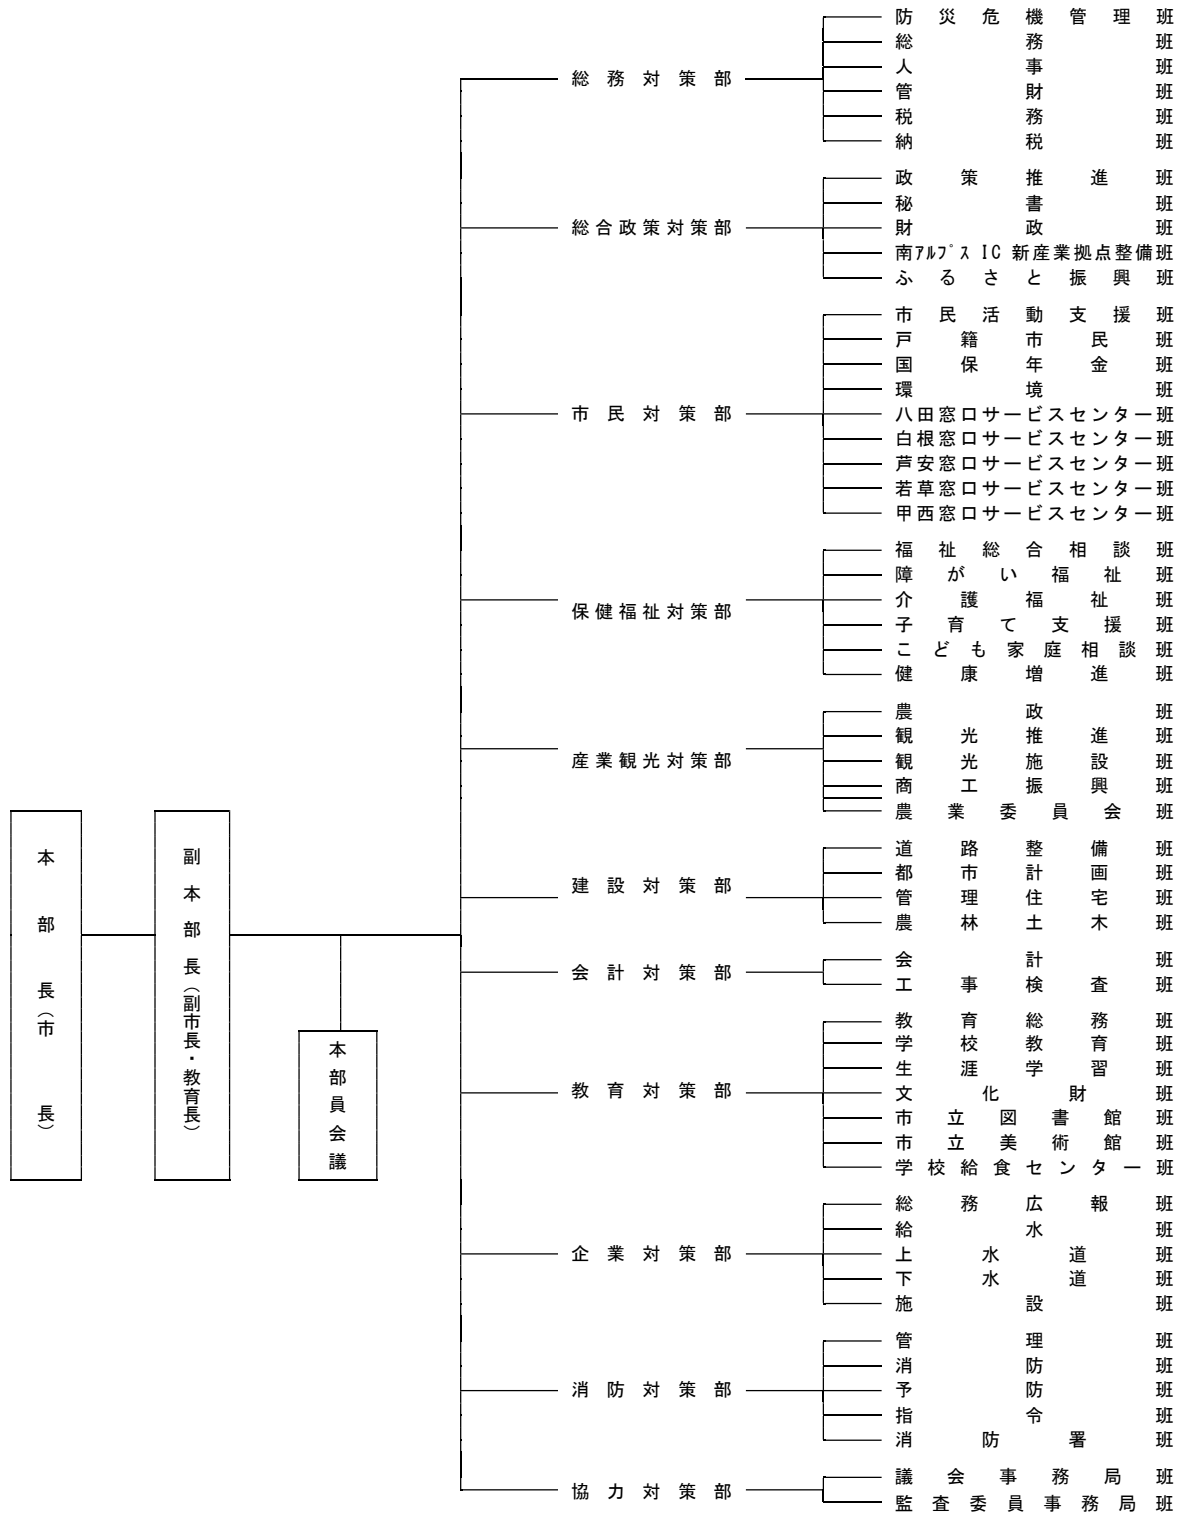 本部長（市長）
副本部長（副市長・教育長）
本部員会議
総務対策部
防災危機管理班
総務班
人事班
管財班
税務班
納税班
総合政策対策部
政策推進班
秘書班
財政班
南ｱﾙﾌﾟｽ IC 新産業拠点整備班
ふるさと振興班
市民対策部
市民活動支援班
戸籍市民班
国保年金班
環境班
八田窓口サービスセンター班
白根窓口サービスセンター班
芦安窓口サービスセンター班
若草窓口サービスセンター班
甲西窓口サービスセンター班
保健福祉対策部
福祉総合相談班
障がい福祉班
介護福祉班
子育て支援班
こども家庭相談班
健康増進班
産業観光対策部
農政班
観光推進班
観光施設班
商工振興班
農業委員会班
建設対策部
道路整備班
都市計画班
管理住宅班
農林土木班
会計対策部
会計班
工事検査班
教育対策部
教育総務班
学校教育班
生涯学習班
文化財班
市立図書館班
市立美術館班
学校給食センター班
企業対策部
総務広報班
給水班
上水道班
下水道班
施設班
消防対策部
管理班
消防班
予防班
指令班
消防署班
協力対策部
議会事務局班
監査委員事務局班